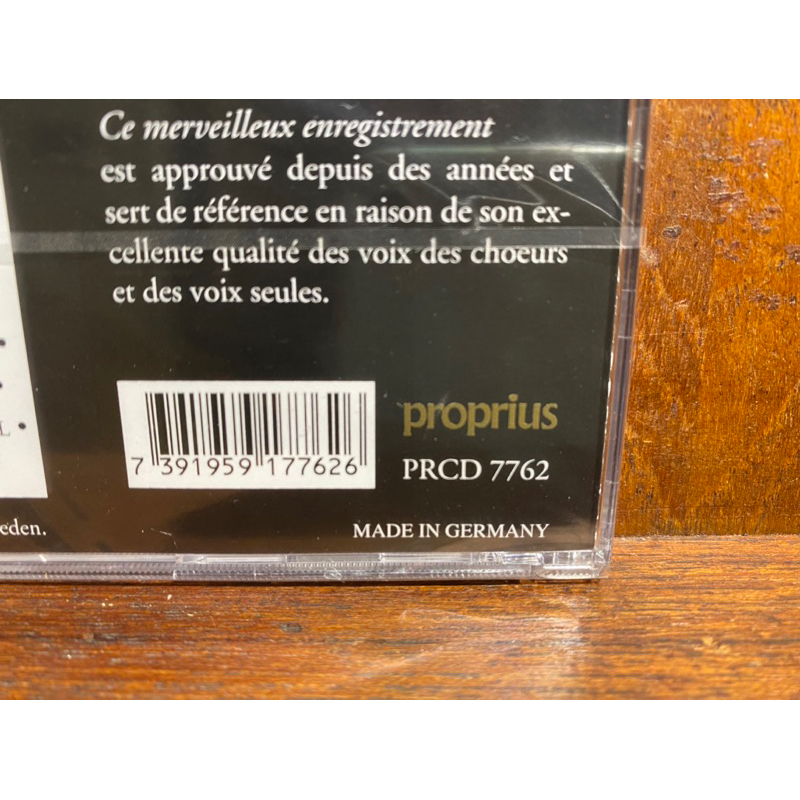 Ce merveilleux enregistrement
est approuvé depuis des années et
sert de référence en raison de son ex-
cellente qualité des voix des choeurs
et des voix seules.
L •
7 391959 177626
proprius
PRCD 7762
eden.
MADE IN GERMANY